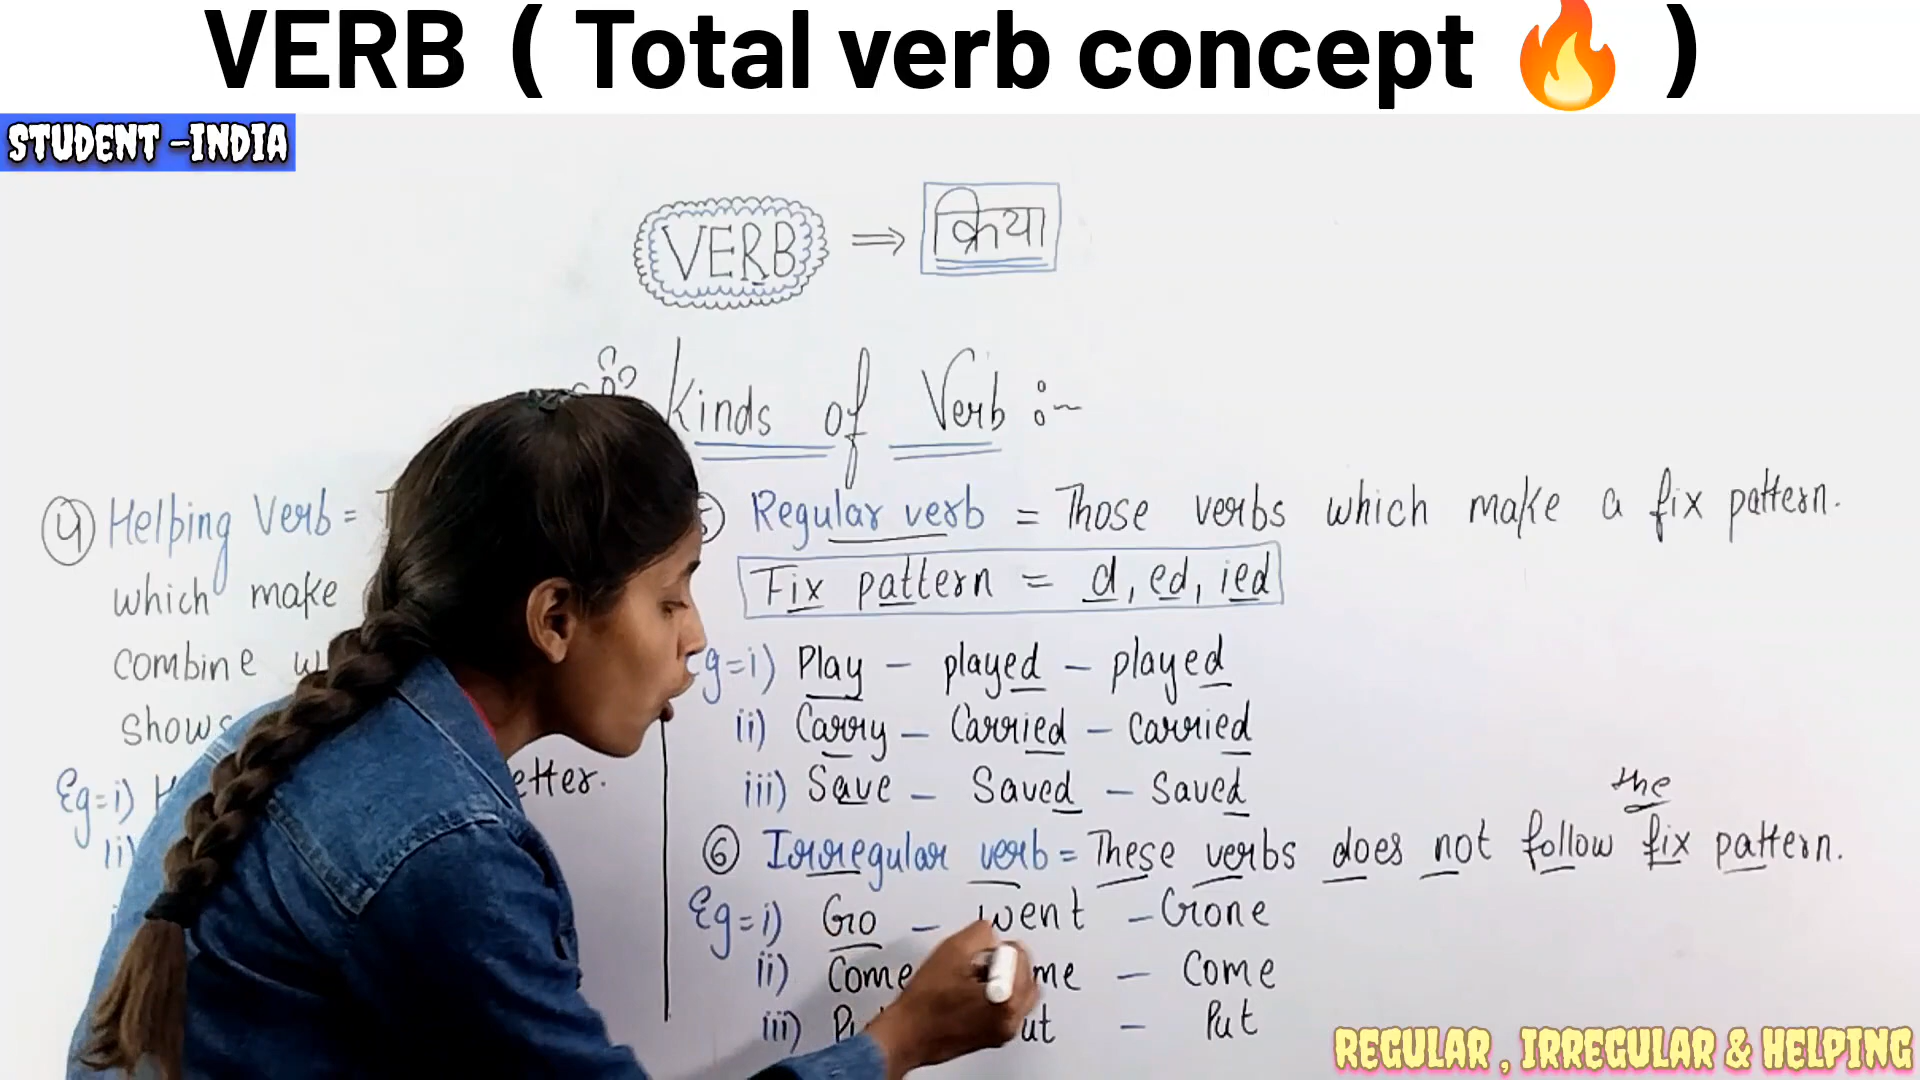 VERB ( Total verb concept 🔥 )
STUDENT -INDIA
VERB ⇒ क्रिया
Kinds of Verb :-
4) Helping Verb =
which make
combine
shows
Eg=i)
ii)
5) Regular verb = Those verbs which make a fix pattern.
Fix pattern = d, ed, ied
Eg=i) Play - played - played
ii) Carry - Carried - carried
iii) Save - Saved - Saved
the
6) Irregular verb = These verbs does not follow fix pattern.
Eg=i) Go - went - Gone
ii) Come - Come
iii) - Put
REGULAR , IRREGULAR & HELPING